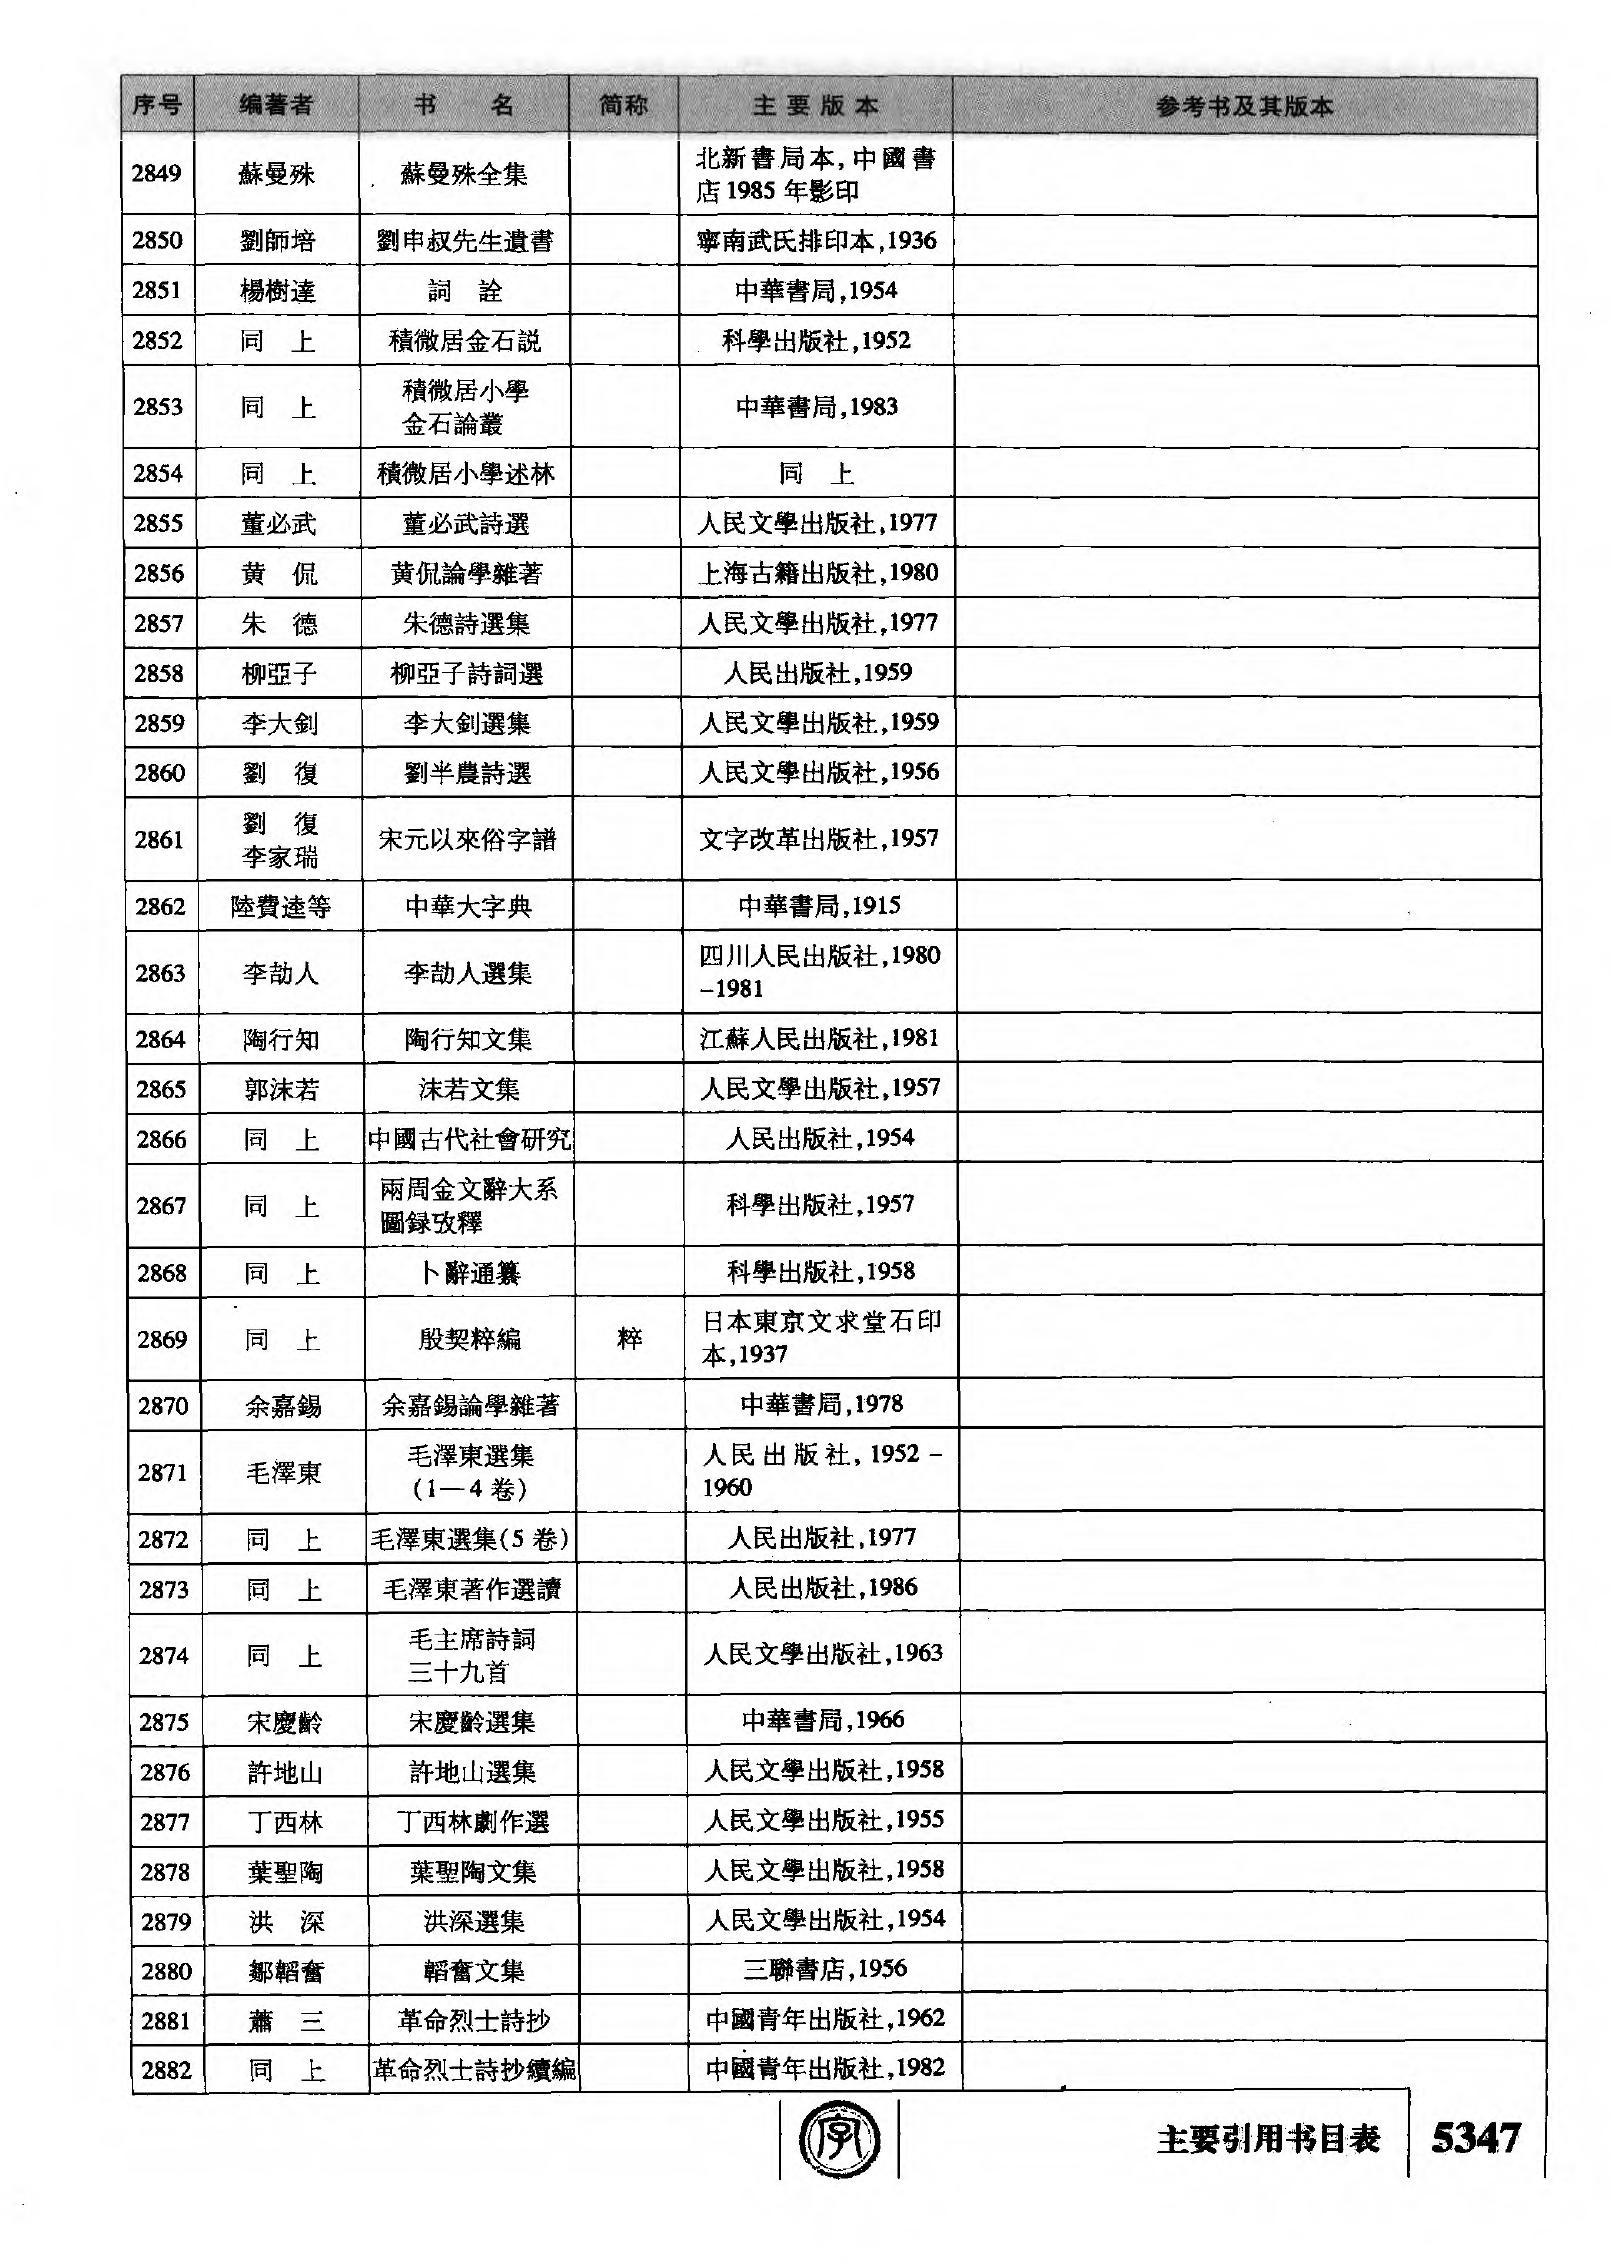 序号 编著者 书 名 简称 主要版本 参考书及其版本
2849 蘇曼殊 蘇曼殊全集 北新書局本,中國書
店1985年影印
2850 劉師培 劉申叔先生遺書 寧南武氏排印本,1936
2851 楊樹達 詞 詮 中華書局,1954
2852 同 上 積微居金石説 科學出版社,1952
2853 同 上 積微居小學
金石論叢 中華書局,1983
2854 同 上 積微居小學述林 同 上
2855 董必武 董必武詩選 人民文學出版社,1977
2856 黄 侃 黄侃論學雜著 上海古籍出版社,1980
2857 朱 德 朱德詩選集 人民文學出版社,1977
2858 柳亞子 柳亞子詩詞選 人民出版社,1959
2859 李大釗 李大釗選集 人民文學出版社,1959
2860 劉 復 劉半農詩選 人民文學出版社,1956
2861 劉 復
李家瑞 宋元以來俗字譜 文字改革出版社,1957
2862 陸費逵等 中華大字典 中華書局,1915
2863 李劼人 李劼人選集 四川人民出版社,1980
-1981
2864 陶行知 陶行知文集 江蘇人民出版社,1981
2865 郭沫若 沫若文集 人民文學出版社,1957
2866 同 上 中國古代社會研究 人民出版社,1954
2867 同 上 兩周金文辭大系
圖録攷釋 科學出版社,1957
2868 同 上 卜辭通纂 科學出版社,1958
2869 同 上 殷契粹編 粹 日本東京文求堂石印
本,1937
2870 余嘉錫 余嘉錫論學雜著 中華書局,1978
2871 毛澤東 毛澤東選集
(1—4卷) 人民出版社,1952-
1960
2872 同 上 毛澤東選集(5卷) 人民出版社,1977
2873 同 上 毛澤東著作選讀 人民出版社,1986
2874 同 上 毛主席詩詞
三十九首 人民文學出版社,1963
2875 宋慶齡 宋慶齡選集 中華書局,1966
2876 許地山 許地山選集 人民文學出版社,1958
2877 丁西林 丁西林劇作選 人民文學出版社,1955
2878 葉聖陶 葉聖陶文集 人民文學出版社,1958
2879 洪 深 洪深選集 人民文學出版社,1954
2880 鄒韜奮 韜奮文集 三聯書店,1956
2881 蕭 三 革命烈士詩抄 中國青年出版社,1962
2882 同 上 革命烈士詩抄續編 中國青年出版社,1982
字 主要引用书目表 5347